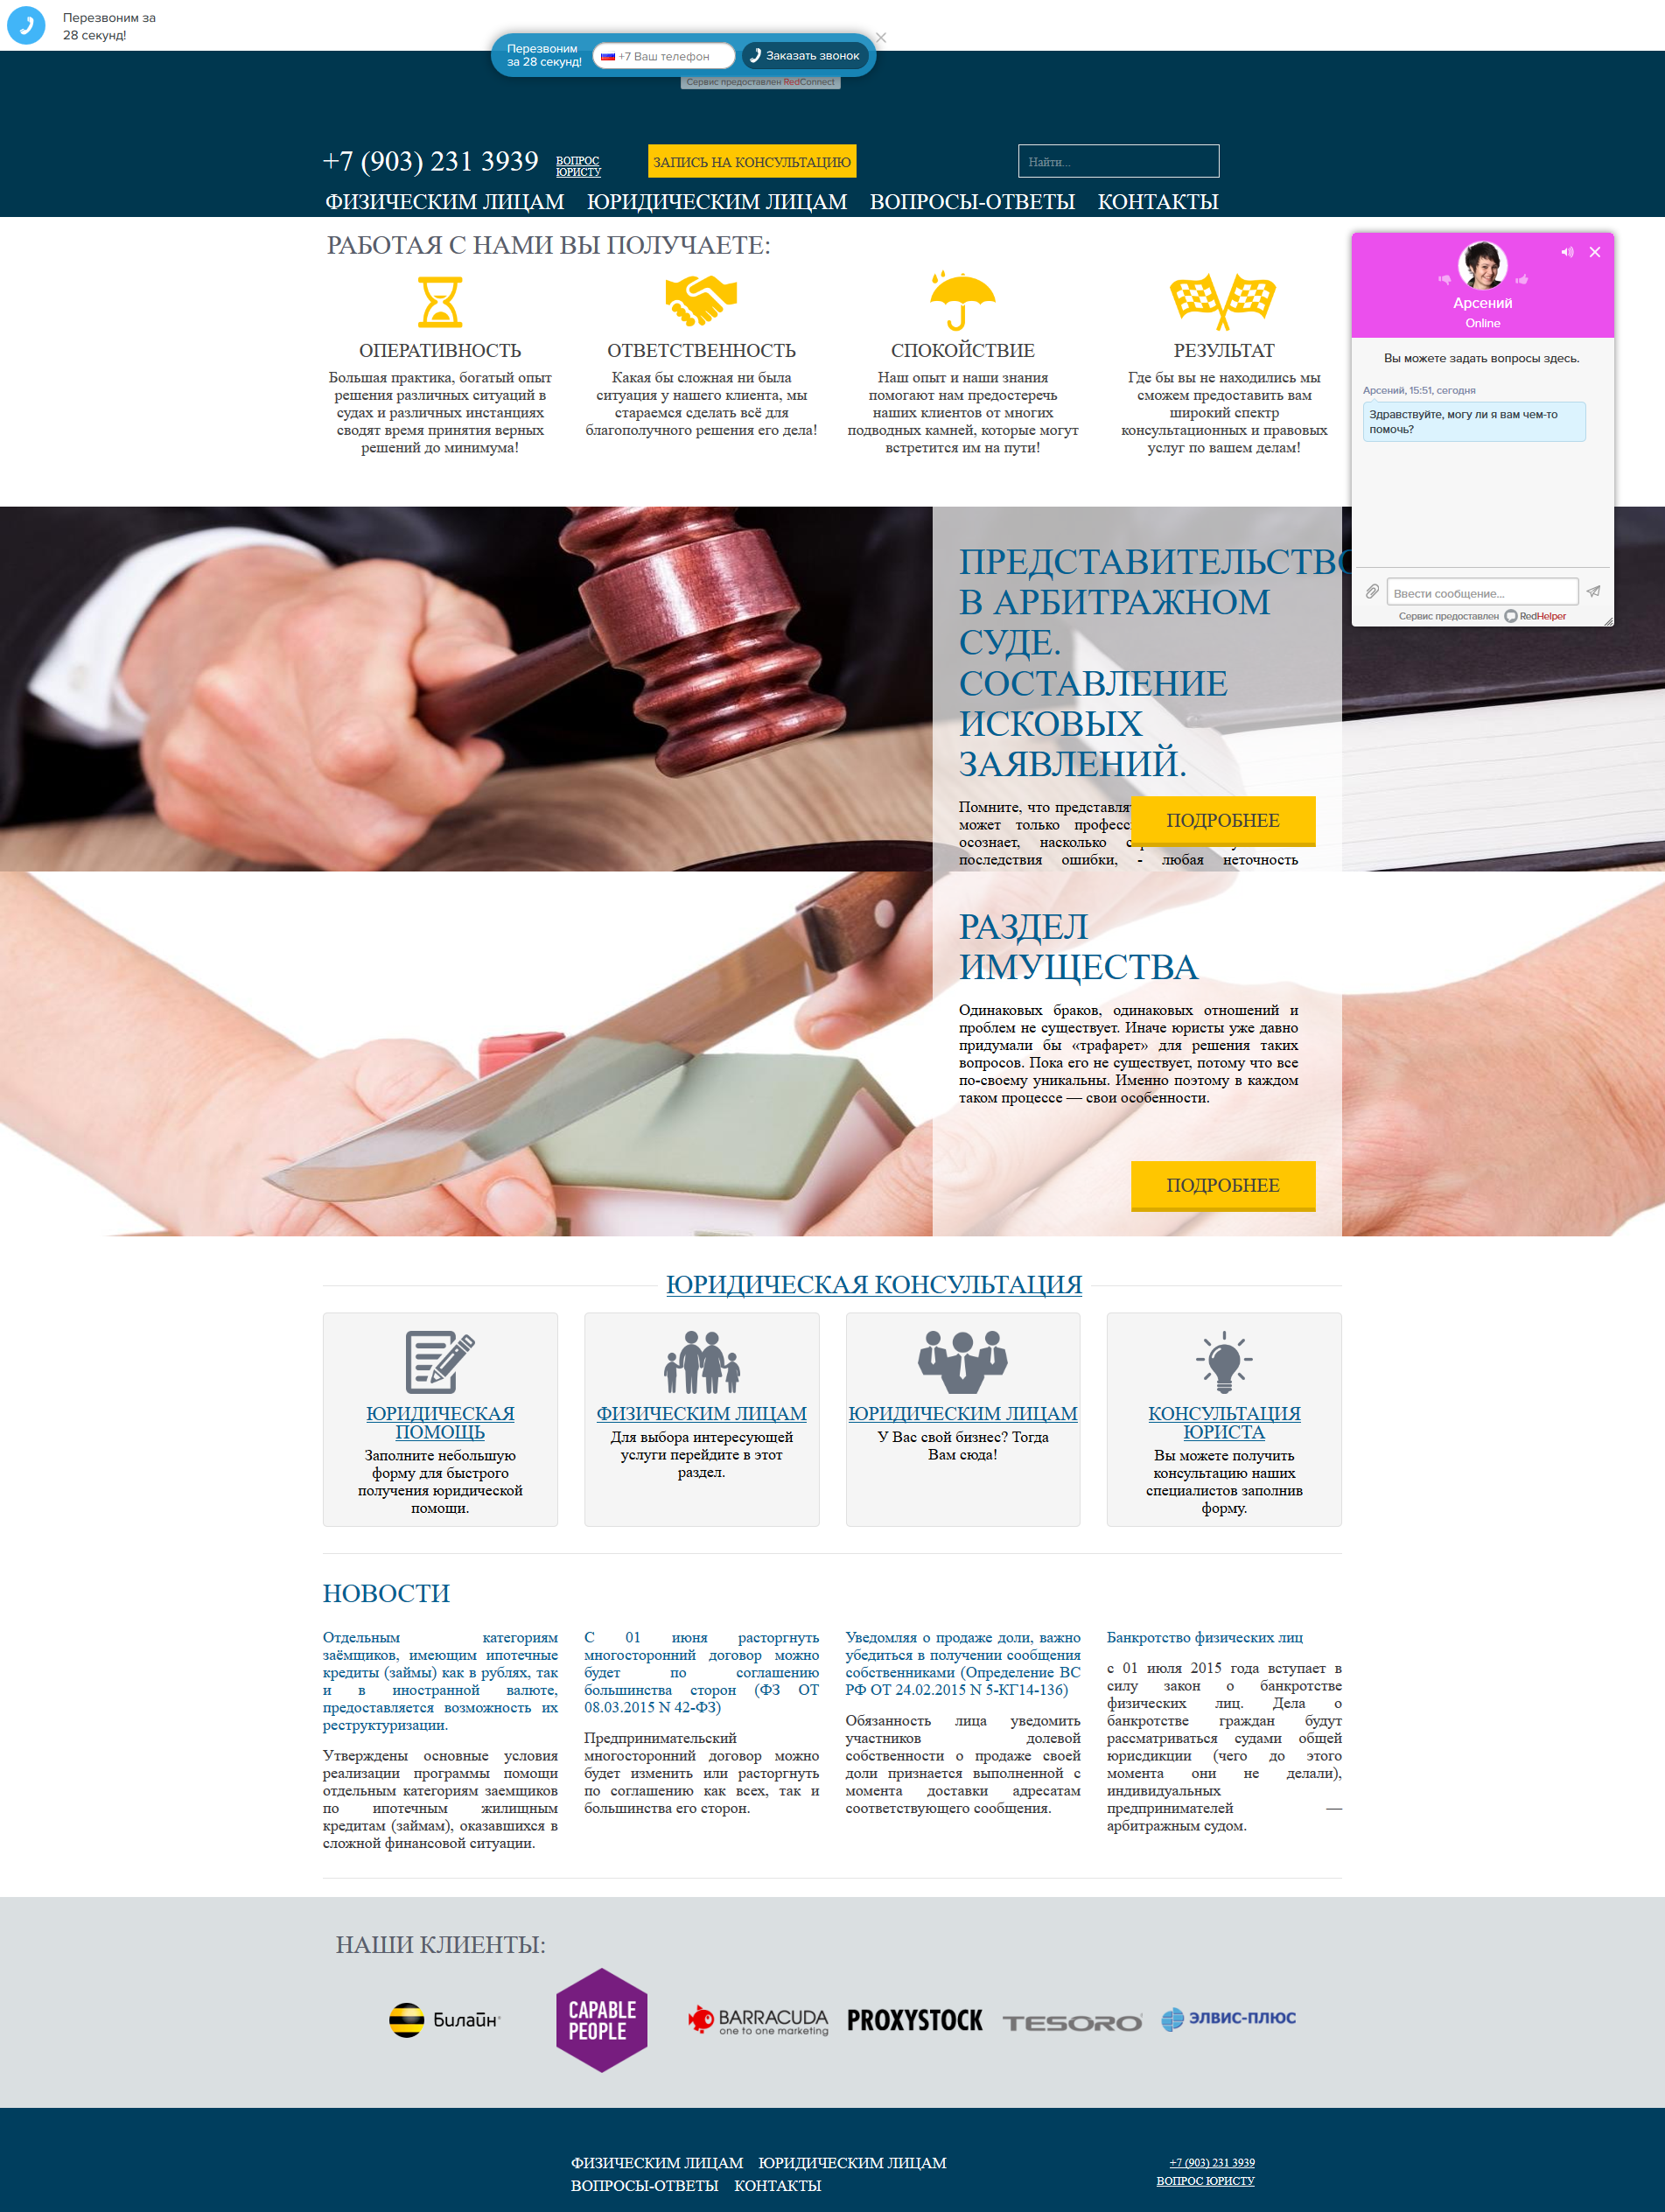 Перезвоним за
28 секунд!
Перезвоним
за 28 секунд!
+7 Ваш телефон
Заказать звонок
Сервис предоставлен RedConnect
+7 (903) 231 3939
ВОПРОС
ЮРИСТУ
ЗАПИСЬ НА КОНСУЛЬТАЦИЮ
Найти...
ФИЗИЧЕСКИМ ЛИЦАМ ЮРИДИЧЕСКИМ ЛИЦАМ ВОПРОСЫ-ОТВЕТЫ КОНТАКТЫ
РАБОТАЯ С НАМИ ВЫ ПОЛУЧАЕТЕ:
ОПЕРАТИВНОСТЬ
Большая практика, богатый опыт
решения различных ситуаций в
судах и различных инстанциях
сводят время принятия верных
решений до минимума!
ОТВЕТСТВЕННОСТЬ
Какая бы сложная ни была
ситуация у нашего клиента, мы
стараемся сделать всё для
благополучного решения его дела!
СПОКОЙСТВИЕ
Наш опыт и наши знания
помогают нам предостеречь
наших клиентов от многих
подводных камней, которые могут
встретится им на пути!
РЕЗУЛЬТАТ
Где бы вы не находились мы
сможем предоставить вам
широкий спектр
консультационных и правовых
услуг по вашем делам!
Арсений
Online
Вы можете задать вопросы здесь.
Арсений, 15:51, сегодня
Здравствуйте, могу ли я вам чем-то
помочь?
Ввести сообщение...
Сервис предоставлен RedHelper
ПРЕДСТАВИТЕЛЬСТВО
В АРБИТРАЖНОМ
СУДЕ.
СОСТАВЛЕНИЕ
ИСКОВЫХ
ЗАЯВЛЕНИЙ.
Помните, что
может только
осознает, насколько
последствия ошибки, - любая неточность
ПОДРОБНЕЕ
РАЗДЕЛ
ИМУЩЕСТВА
Одинаковых браков, одинаковых отношений и
проблем не существует. Иначе юристы уже давно
придумали бы «трафарет» для решения таких
вопросов. Пока его не существует, потому что все
по-своему уникальны. Именно поэтому в каждом
таком процессе — свои особенности.
ПОДРОБНЕЕ
ЮРИДИЧЕСКАЯ КОНСУЛЬТАЦИЯ
ЮРИДИЧЕСКАЯ
ПОМОЩЬ
Заполните небольшую
форму для быстрого
получения юридической
помощи.
ФИЗИЧЕСКИМ ЛИЦАМ
Для выбора интересующей
услуги перейдите в этот
раздел.
ЮРИДИЧЕСКИМ ЛИЦАМ
У Вас свой бизнес? Тогда
Вам сюда!
КОНСУЛЬТАЦИЯ
ЮРИСТА
Вы можете получить
консультацию наших
специалистов заполнив
форму.
НОВОСТИ
Отдельным категориям
заёмщиков, имеющим ипотечные
кредиты (займы) как в рублях, так
и в иностранной валюте,
предоставляется возможность их
реструктуризации.
Утверждены основные условия
реализации программы помощи
отдельным категориям заемщиков
по ипотечным жилищным
кредитам (займам), оказавшихся в
сложной финансовой ситуации.
С 01 июня расторгнуть
многосторонний договор можно
будет по соглашению
большинства сторон (ФЗ ОТ
08.03.2015 N 42-ФЗ)
Предпринимательский
многосторонний договор можно
будет изменить или расторгнуть
по соглашению как всех, так и
большинства его сторон.
Уведомляя о продаже доли, важно
убедиться в получении сообщения
собственниками (Определение ВС
РФ ОТ 24.02.2015 N 5-КГ14-136)
Обязанность лица уведомить
участников долевой
собственности о продаже своей
доли признается выполненной с
момента доставки адресатам
соответствующего сообщения.
Банкротство физических лиц
с 01 июля 2015 года вступает в
силу закон о банкротстве
физических лиц. Дела о
банкротстве граждан будут
рассматриваться судами общей
юрисдикции (чего до этого
момента они не делали),
индивидуальных
предпринимателей —
арбитражным судом.
НАШИ КЛИЕНТЫ:
Билайн
CAPABLE
PEOPLE
BARRACUDA
one to one marketing
PROXYSTOCK
TESORO
ЭЛВИС-ПЛЮС
ФИЗИЧЕСКИМ ЛИЦАМ ЮРИДИЧЕСКИМ ЛИЦАМ
ВОПРОСЫ-ОТВЕТЫ КОНТАКТЫ
+7 (903) 231 3939
ВОПРОС ЮРИСТУ